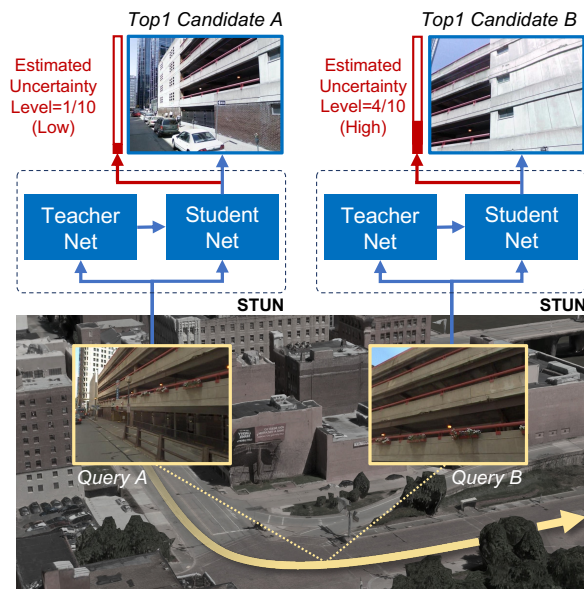 Top1 Candidate A
Top1 Candidate B
Estimated
Uncertainty
Level=1/10
(Low)
Estimated
Uncertainty
Level=4/10
(High)
Teacher
Net
Student
Net
Teacher
Net
Student
Net
STUN
STUN
Query A
Query B